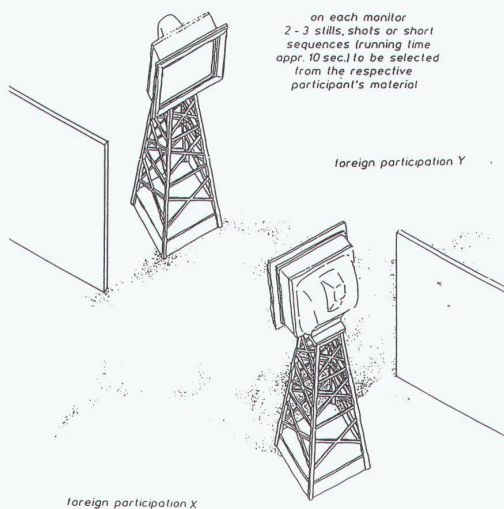 on each monitor
2 - 3 stills, shots or short
sequences (running time
appr. 10 sec.) to be selected
from the respective
participant's material
foreign participation Y
foreign participation X